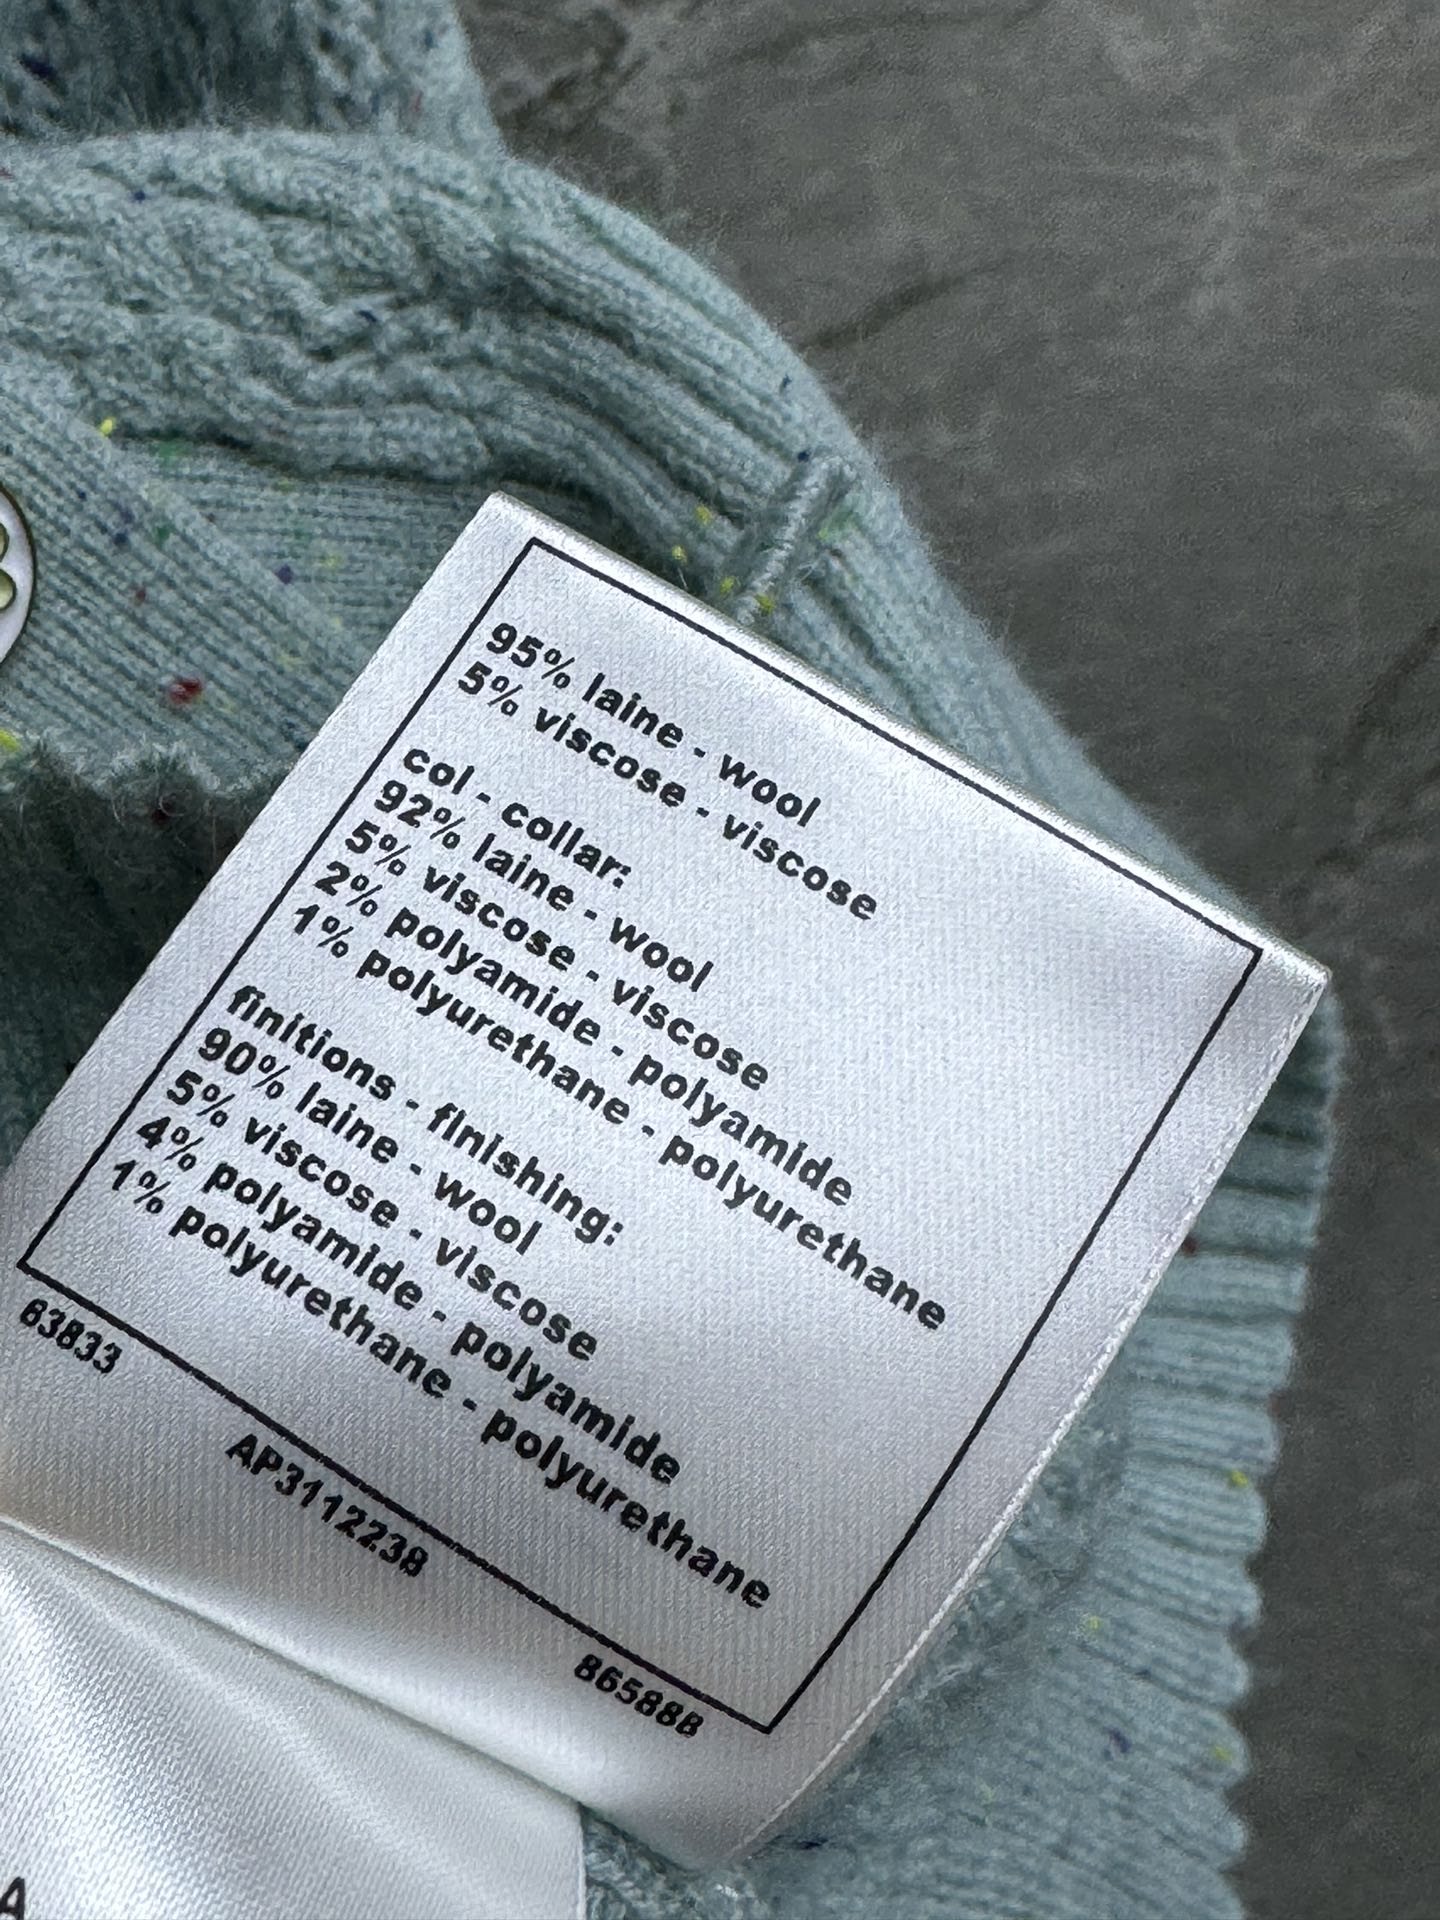 95% laine - wool
5% viscose - viscose
col - collar:
92% laine - wool
5% viscose - viscose
2% polyamide - polyamide
1% polyurethane - polyurethane
finitions - finishing:
90% laine - wool
5% viscose - viscose
4% polyamide - polyamide
1% polyurethane - polyurethane
63833
AP3112238
86588B
A